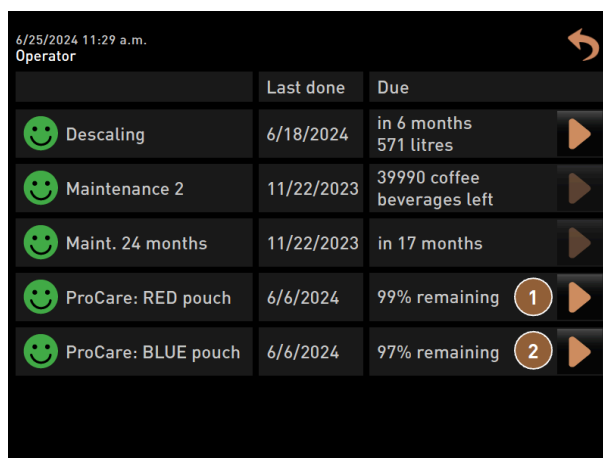 6/25/2024 11:29 a.m.
Operator
Last done Due
Descaling 6/18/2024 in 6 months
571 litres
Maintenance 2 11/22/2023 39990 coffee
beverages left
Maint. 24 months 11/22/2023 in 17 months
ProCare: RED pouch 6/6/2024 99% remaining 1
ProCare: BLUE pouch 6/6/2024 97% remaining 2